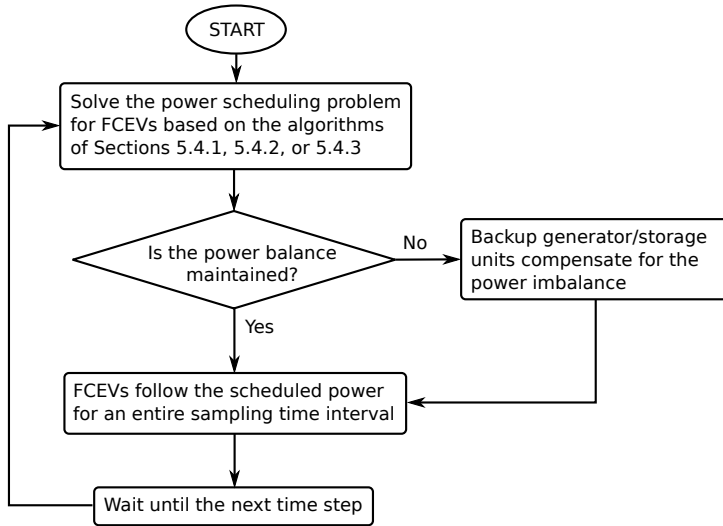 START
Solve the power scheduling problem
for FCEVs based on the algorithms
of Sections 5.4.1, 5.4.2, or 5.4.3
Is the power balance
maintained?
No
Backup generator/storage
units compensate for the
power imbalance
Yes
FCEVs follow the scheduled power
for an entire sampling time interval
Wait until the next time step